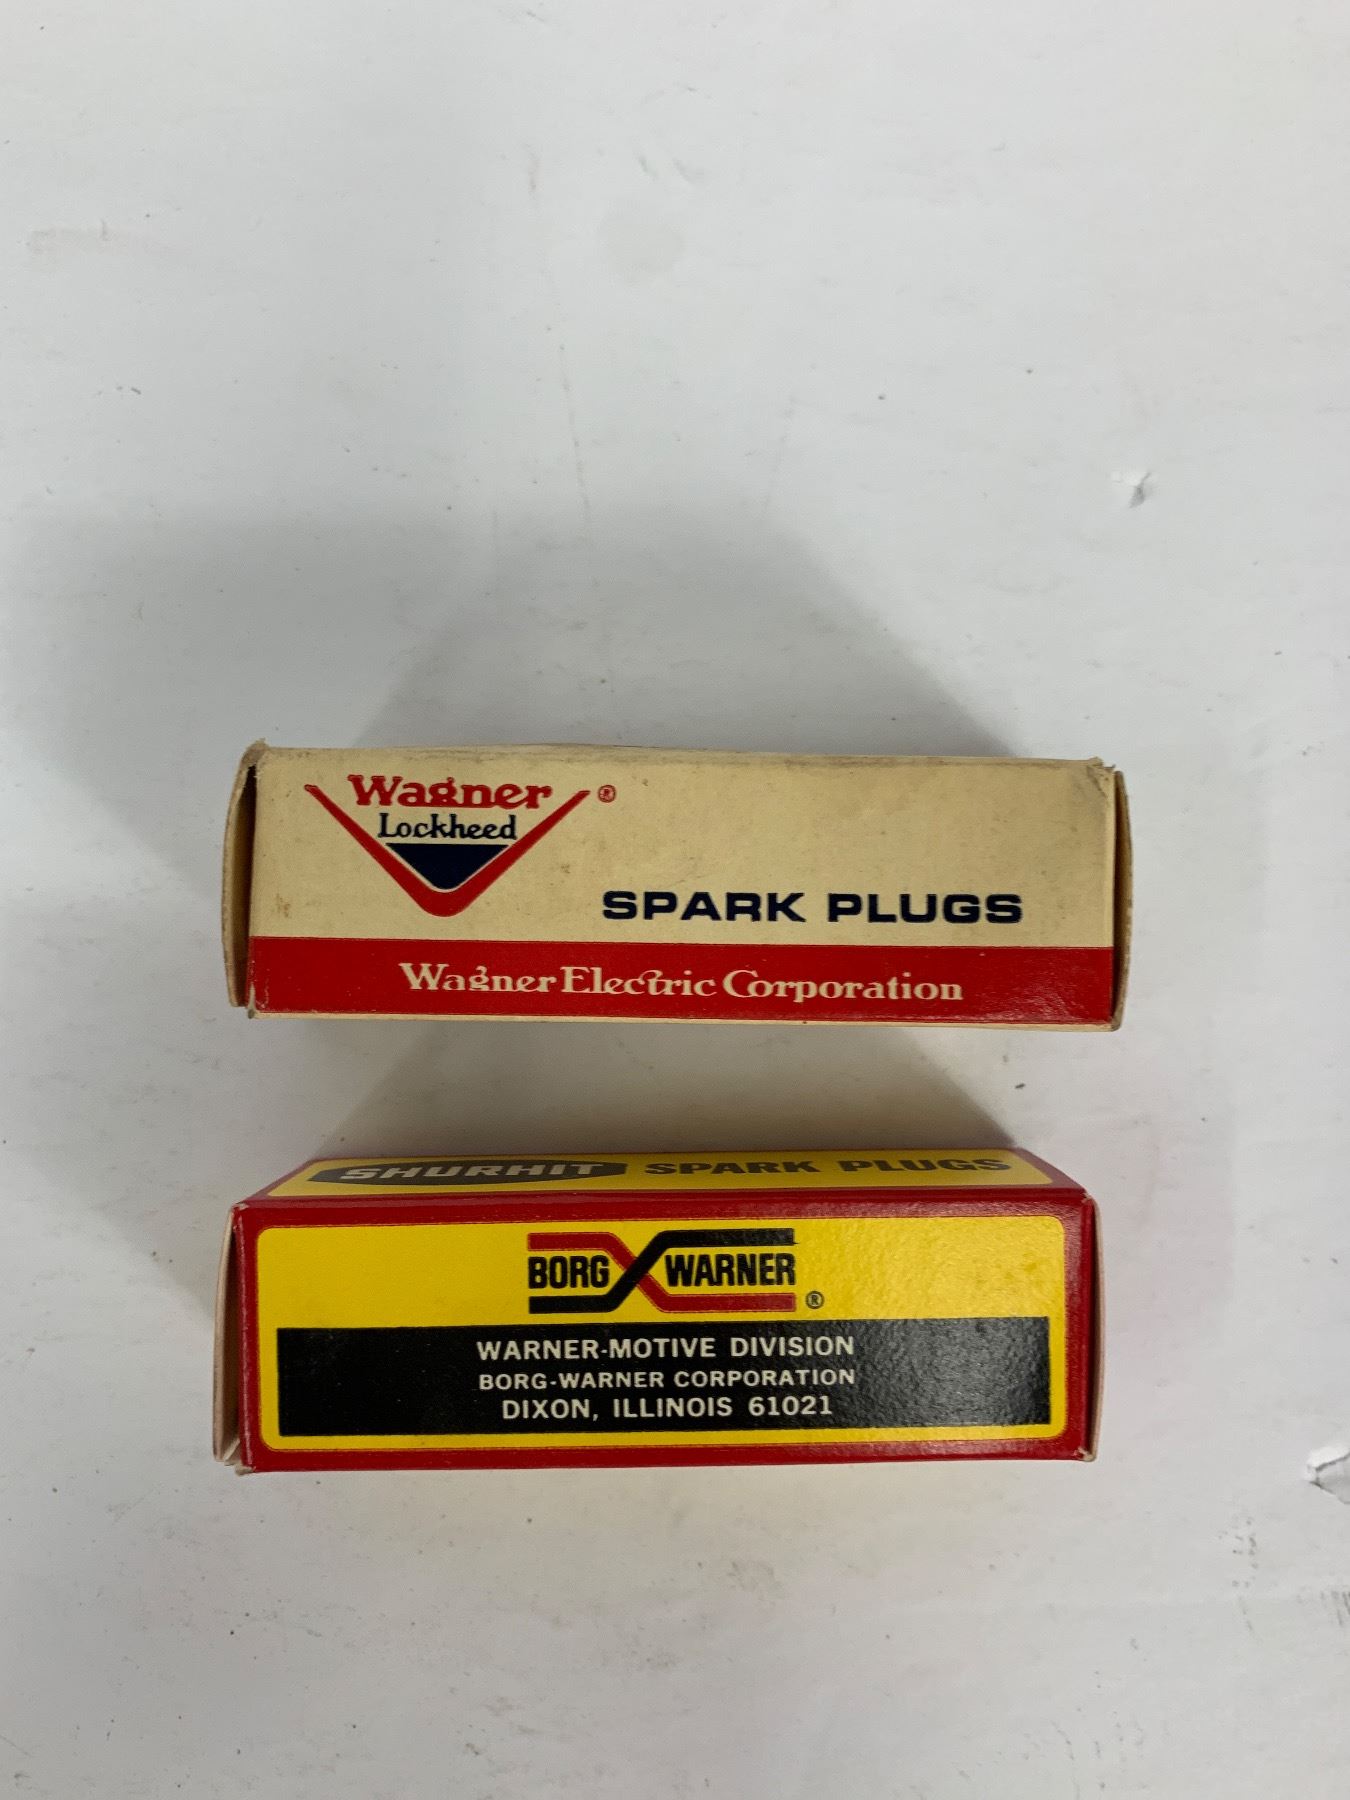 Wagner ®
Lockheed
SPARK PLUGS
Wagner Electric Corporation
SHURHIT SPARK PLUGS
BORG WARNER ®
WARNER-MOTIVE DIVISION
BORG-WARNER CORPORATION
DIXON, ILLINOIS 61021